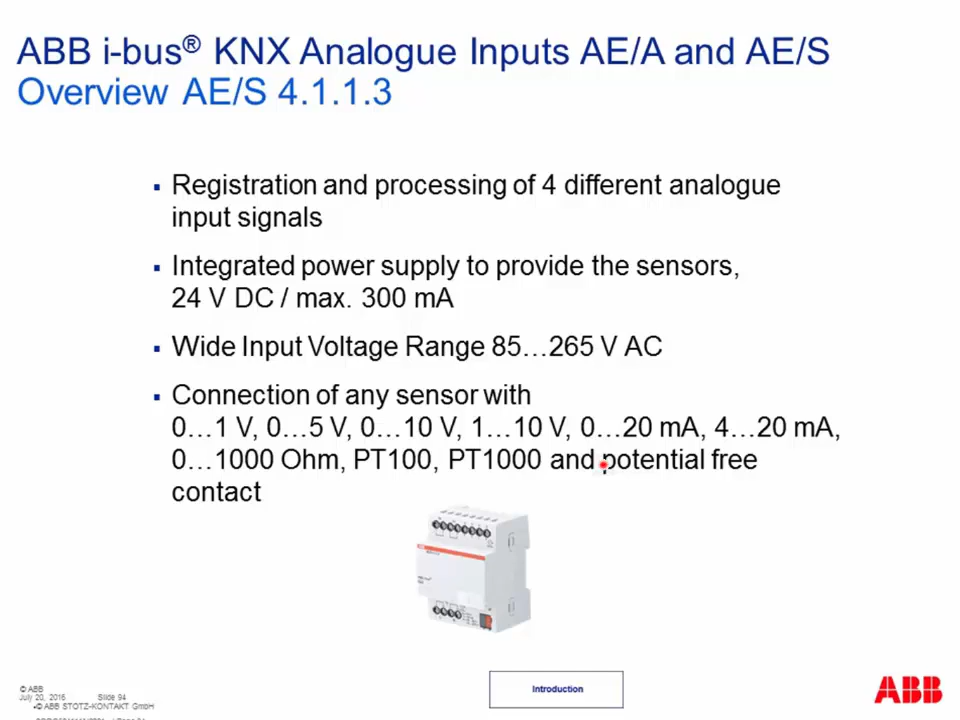 ABB i-bus® KNX Analogue Inputs AE/A and AE/S
Overview AE/S 4.1.1.3
▪ Registration and processing of 4 different analogue
input signals
▪ Integrated power supply to provide the sensors,
24 V DC / max. 300 mA
▪ Wide Input Voltage Range 85…265 V AC
▪ Connection of any sensor with
0…1 V, 0…5 V, 0…10 V, 1…10 V, 0…20 mA, 4…20 mA,
0…1000 Ohm, PT100, PT1000 and potential free
contact
© ABB
July 20, 2016 Slide 94
•© ABB STOTZ-KONTAKT GmbH
Introduction
ABB